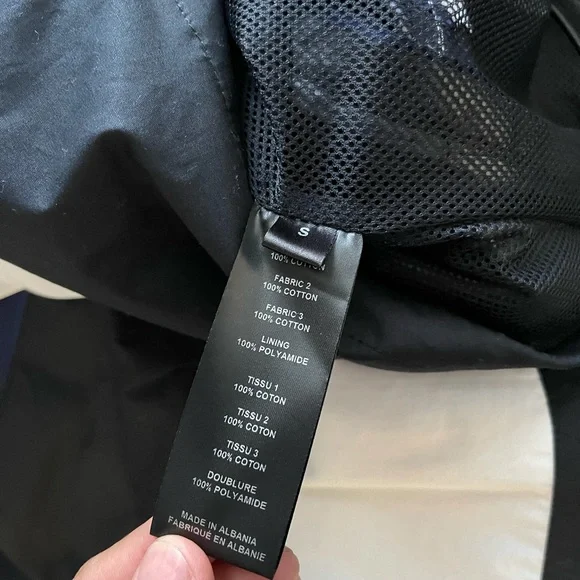 S
100% COTTON
FABRIC 2
100% COTTON
FABRIC 3
100% COTTON
LINING
100% POLYAMIDE
TISSU 1
100% COTON
TISSU 2
100% COTON
TISSU 3
100% COTON
DOUBLURE
100% POLYAMIDE
MADE IN ALBANIA
FABRIQUÉ EN ALBANIE